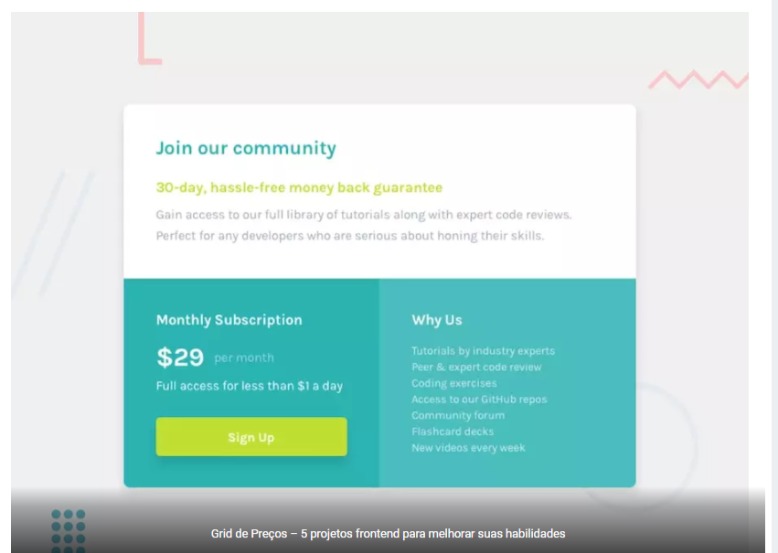 Join our community
30-day, hassle-free money back guarantee
Gain access to our full library of tutorials along with expert code reviews.
Perfect for any developers who are serious about honing their skills.
Monthly Subscription
$29 per month
Full access for less than $1 a day
Sign Up
Why Us
Tutorials by industry experts
Peer & expert code review
Coding exercises
Access to our GitHub repos
Community forum
Flashcard decks
New videos every week
Grid de Preços – 5 projetos frontend para melhorar suas habilidades